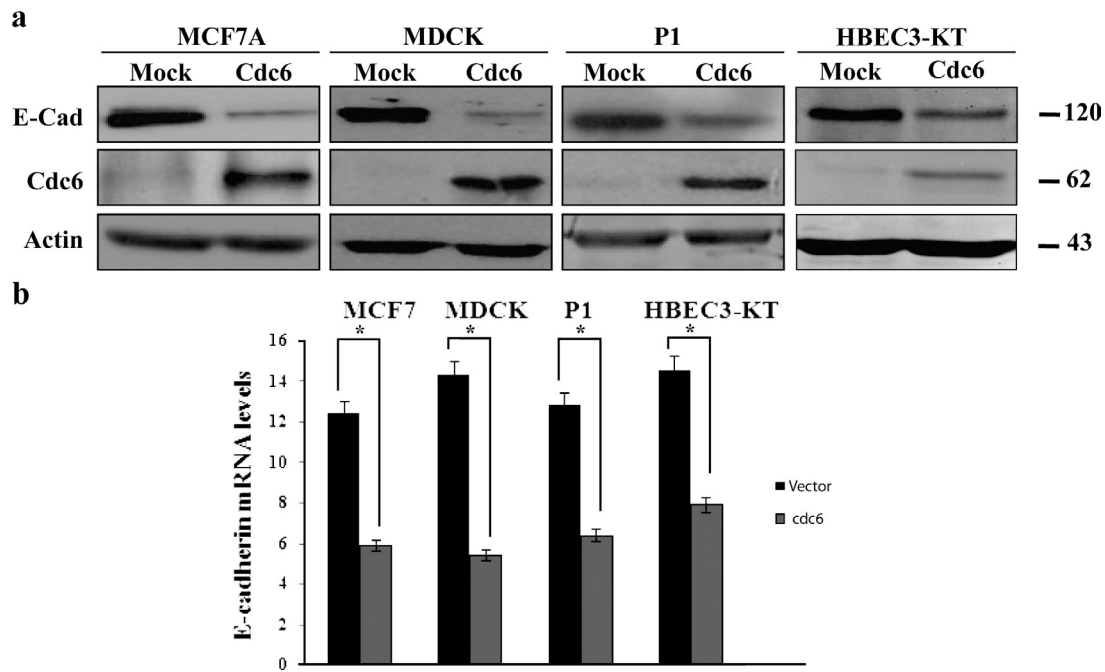 a
MCF7A MDCK P1 HBEC3-KT
Mock Cdc6 Mock Cdc6 Mock Cdc6 Mock Cdc6
E-Cad
120
Cdc6
62
Actin
43
b
MCF7 MDCK P1 HBEC3-KT
* * * *
E-cadherin mRNA levels
16
14
12
10
8
6
4
2
0
Vector
cdc6